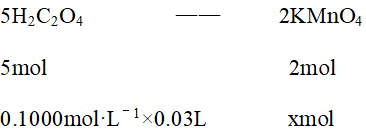 5H₂C₂O₄ —— 2KMnO₄
5mol 2mol
0.1000mol·L⁻¹×0.03L xmol